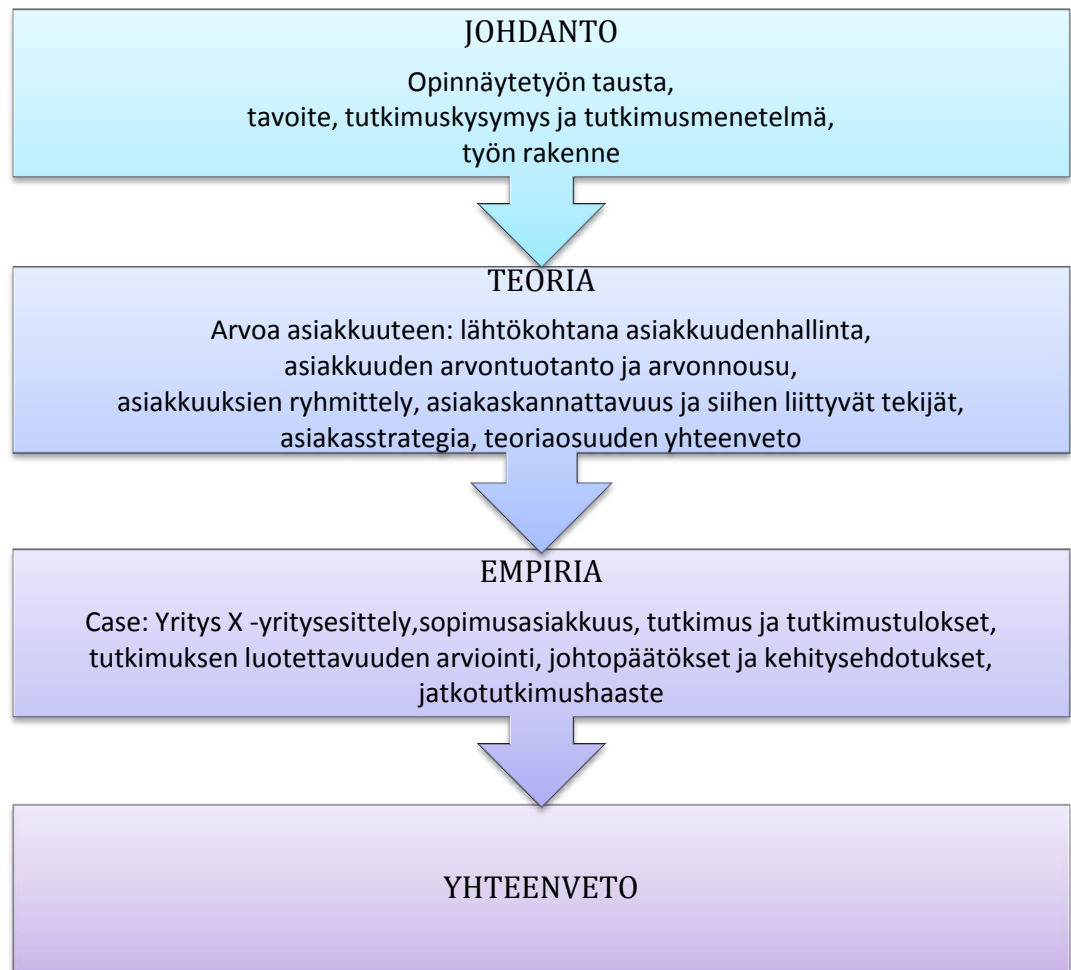 JOHDANTO
Opinnäytetyön tausta,
tavoite, tutkimuskysymys ja tutkimusmenetelmä,
työn rakenne
TEORIA
Arvoa asiakkuuteen: lähtökohtana asiakkuudenhallinta,
asiakkuuden arvontuotanto ja arvonnousu,
asiakkuuksien ryhmittely, asiakaskannattavuus ja siihen liittyvät tekijät,
asiakasstrategia, teoriaosuuden yhteenveto
EMPIRIA
Case: Yritys X -yritysesittely,sopimusasiakkuus, tutkimus ja tutkimustulokset,
tutkimuksen luotettavuuden arviointi, johtopäätökset ja kehitysehdotukset,
jatkotutkimushaaste
YHTEENVETO